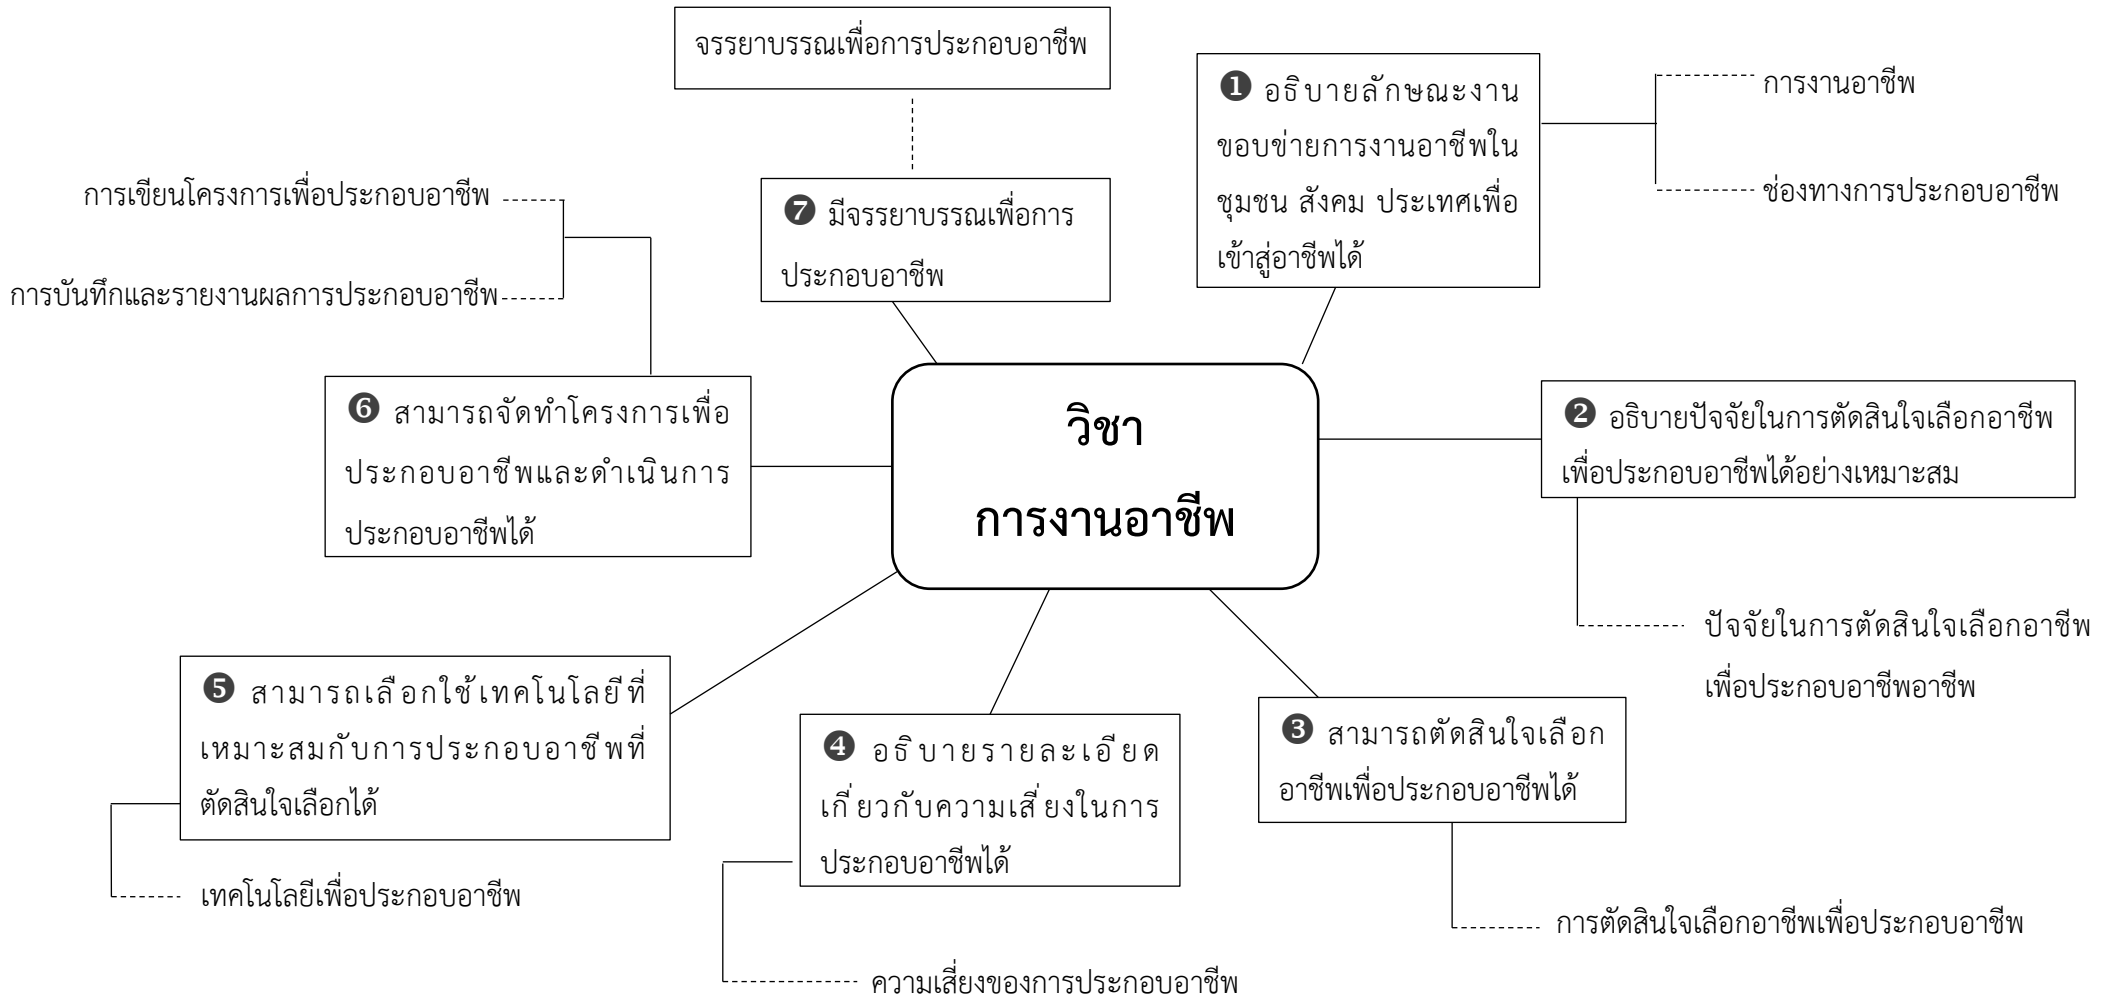 จรรยาบรรณเพื่อการประกอบอาชีพ
❶ อธิบายลักษณะงาน
ขอบข่ายการงานอาชีพใน
ชุมชน สังคม ประเทศเพื่อ
เข้าสู่อาชีพได้
การงานอาชีพ
ช่องทางการประกอบอาชีพ
การเขียนโครงการเพื่อประกอบอาชีพ
การบันทึกและรายงานผลการประกอบอาชีพ
❼ มีจรรยาบรรณเพื่อการ
ประกอบอาชีพ
วิชา
การงานอาชีพ
❻ สามารถจัดทำโครงการเพื่อ
ประกอบอาชีพและดำเนินการ
ประกอบอาชีพได้
❷ อธิบายปัจจัยในการตัดสินใจเลือกอาชีพ
เพื่อประกอบอาชีพได้อย่างเหมาะสม
ปัจจัยในการตัดสินใจเลือกอาชีพ
เพื่อประกอบอาชีพอาชีพ
❺ สามารถเลือกใช้เทคโนโลยีที่
เหมาะสมกับการประกอบอาชีพที่
ตัดสินใจเลือกได้
เทคโนโลยีเพื่อประกอบอาชีพ
❹ อธิบายรายละเอียด
เกี่ยวกับความเสี่ยงในการ
ประกอบอาชีพได้
ความเสี่ยงของการประกอบอาชีพ
❸ สามารถตัดสินใจเลือก
อาชีพเพื่อประกอบอาชีพได้
การตัดสินใจเลือกอาชีพเพื่อประกอบอาชีพ